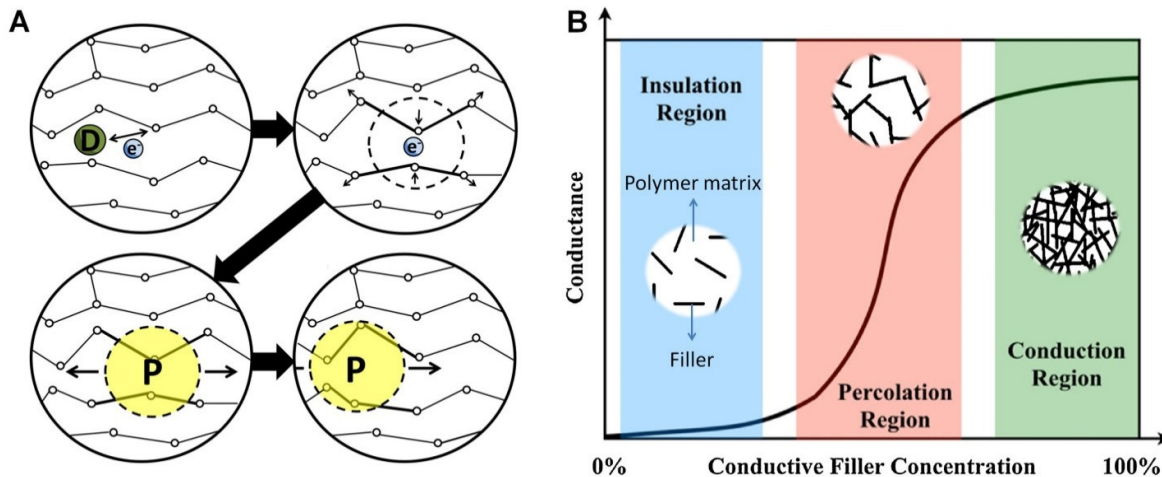 A
D
e-
e-
P
P
B
Insulation
Region
Polymer matrix
Filler
Percolation
Region
Conduction
Region
Conductance
0%
Conductive Filler Concentration
100%